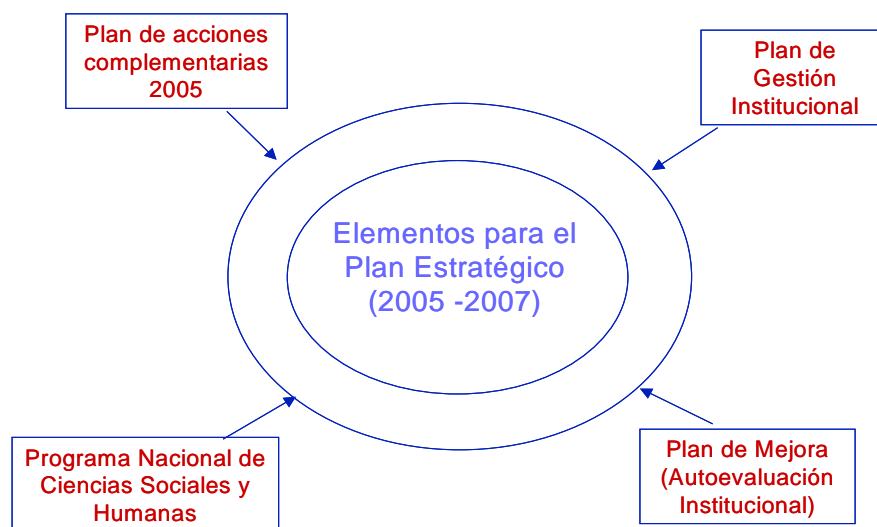 Plan de acciones
complementarias
2005
Plan de
Gestión
Institucional
Elementos para el
Plan Estratégico
(2005 -2007)
Programa Nacional de
Ciencias Sociales y
Humanas
Plan de Mejora
(Autoevaluación
Institucional)